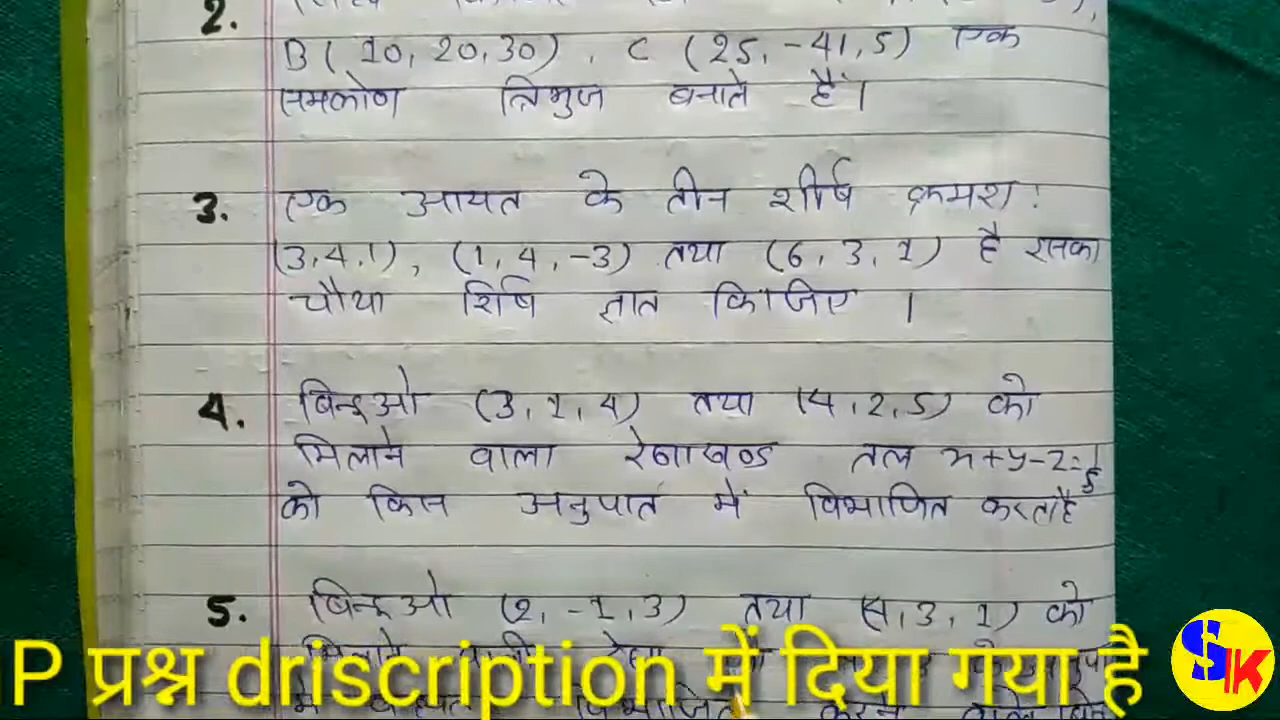 2.
B ( 10, 20, 30) , C (25, -41, 5) एक
समकोण त्रिभुज बनाते है।
3. एक आयत के तीन शीर्ष क्रमश:
(3,4,1), (1, 4, -3) तथा (6, 3, 1) है इसका
चौथा शिर्ष ज्ञात किजिए ।
4. बिन्दुओ (3, 1, 4) तथा (4, 2, 5) को
मिलाने वाला रेखाखण्ड तल x+y-z=1/5
को किस अनुपात में विभाजित करता है
5. बिन्दुओ (2, -1, 3) तथा (4, 3, 1) को
P प्रश्न driscription में दिया गया है
SK